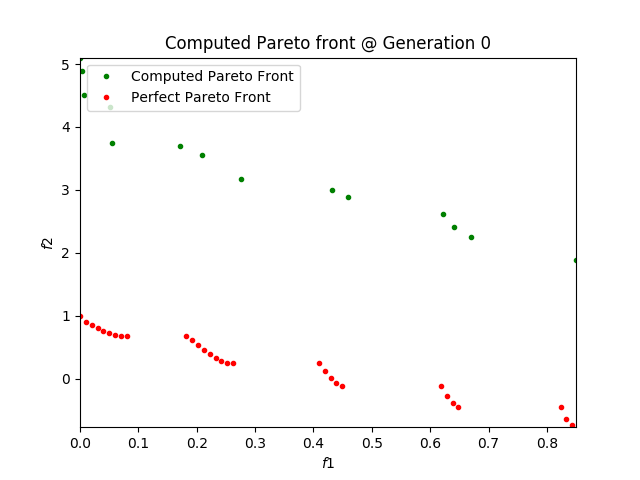 Computed Pareto front @ Generation 0
Computed Pareto Front
Perfect Pareto Front
5
4
3
2
1
0
f2
0.0 0.1 0.2 0.3 0.4 0.5 0.6 0.7 0.8
f1